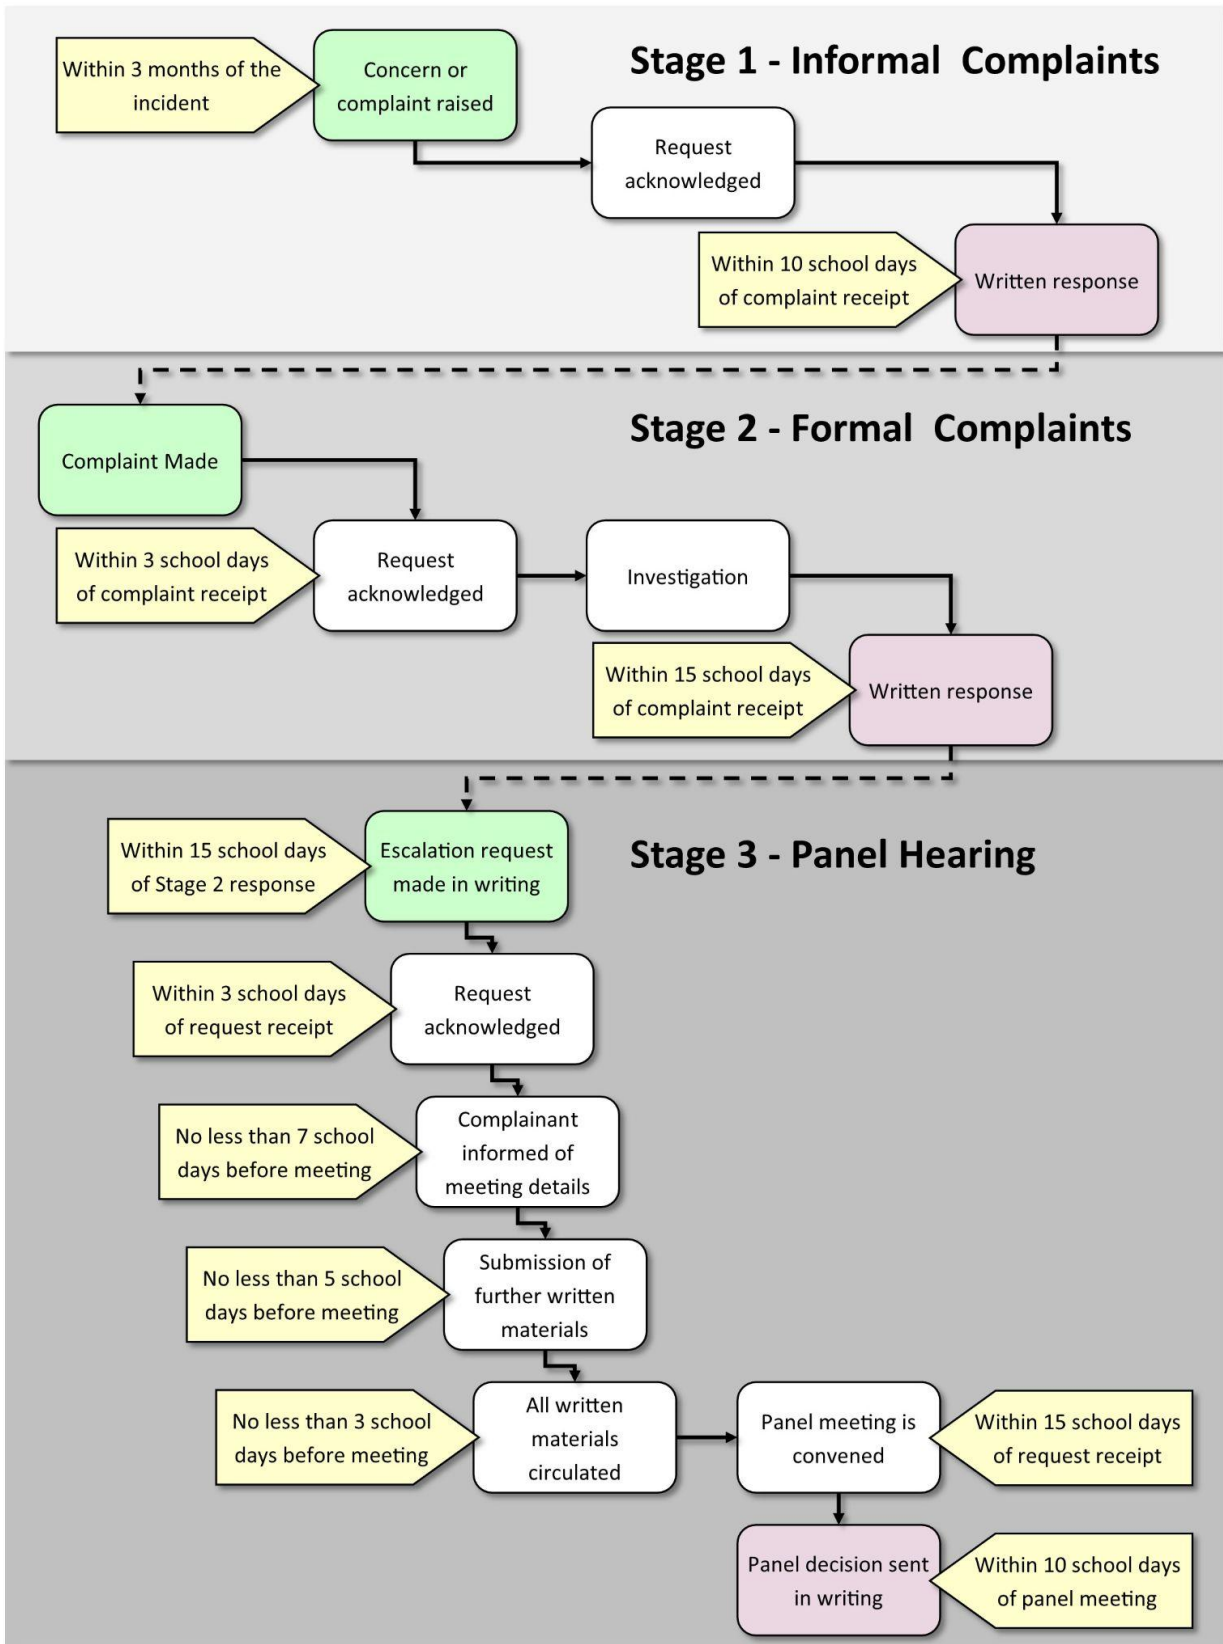 Stage 1 - Informal  Complaints
Within 3 months of the
incident
Concern or
complaint raised
Request
acknowledged
Within 10 school days
of complaint receipt
Written response
Stage 2 - Formal  Complaints
Complaint Made
Within 3 school days
of complaint receipt
Request
acknowledged
Investigation
Within 15 school days
of complaint receipt
Written response
Stage 3 - Panel Hearing
Within 15 school days
of Stage 2 response
Escalation request
made in writing
Within 3 school days
of request receipt
Request
acknowledged
No less than 7 school
days before meeting
Complainant
informed of
meeting details
No less than 5 school
days before meeting
Submission of
further written
materials
No less than 3 school
days before meeting
All written
materials
circulated
Panel meeting is
convened
Within 15 school days
of request receipt
Panel decision sent
in writing
Within 10 school days
of panel meeting